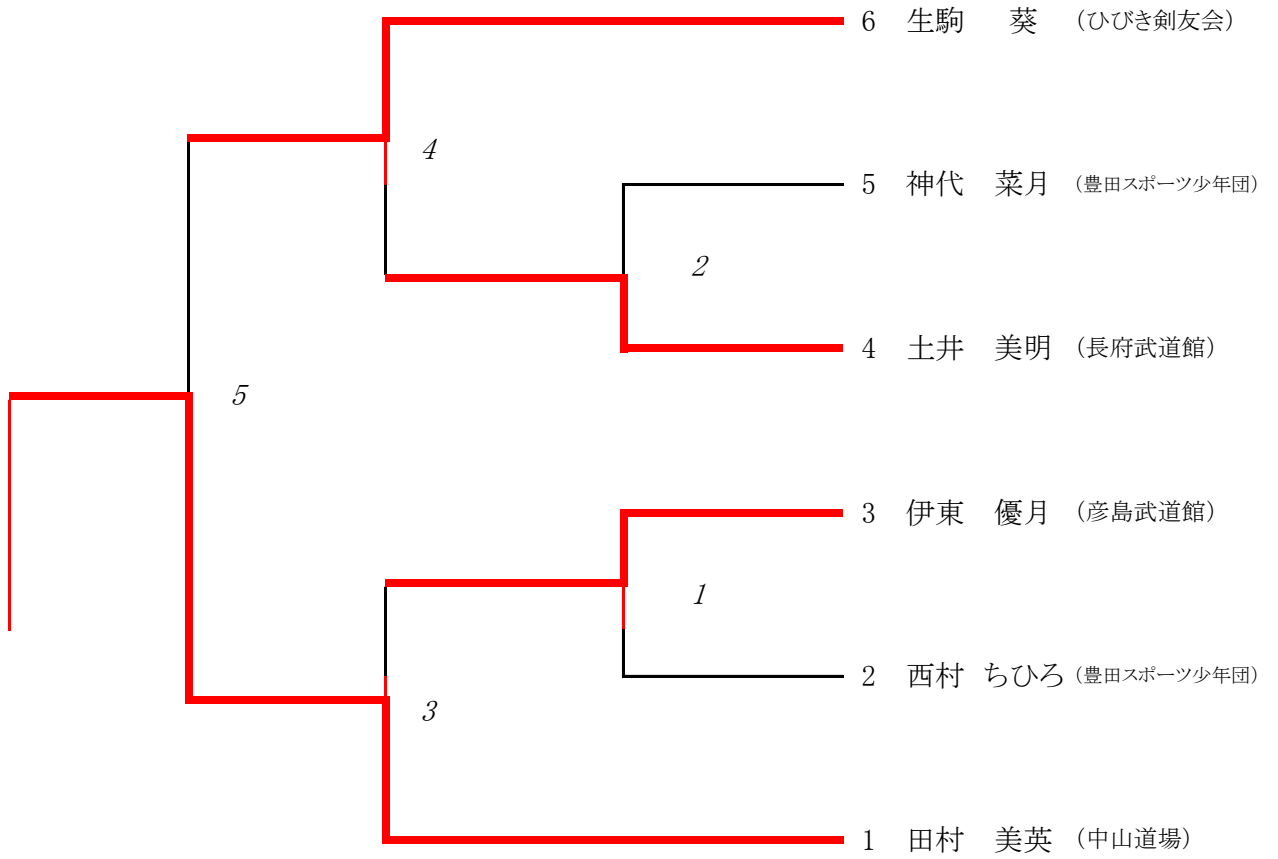 6 生駒 葵 (ひびき剣友会)
4
5 神代 菜月 (豊田スポーツ少年団)
2
4 土井 美明 (長府武道館)
5
3 伊東 優月 (彦島武道館)
1
2 西村 ちひろ (豊田スポーツ少年団)
3
1 田村 美英 (中山道場)